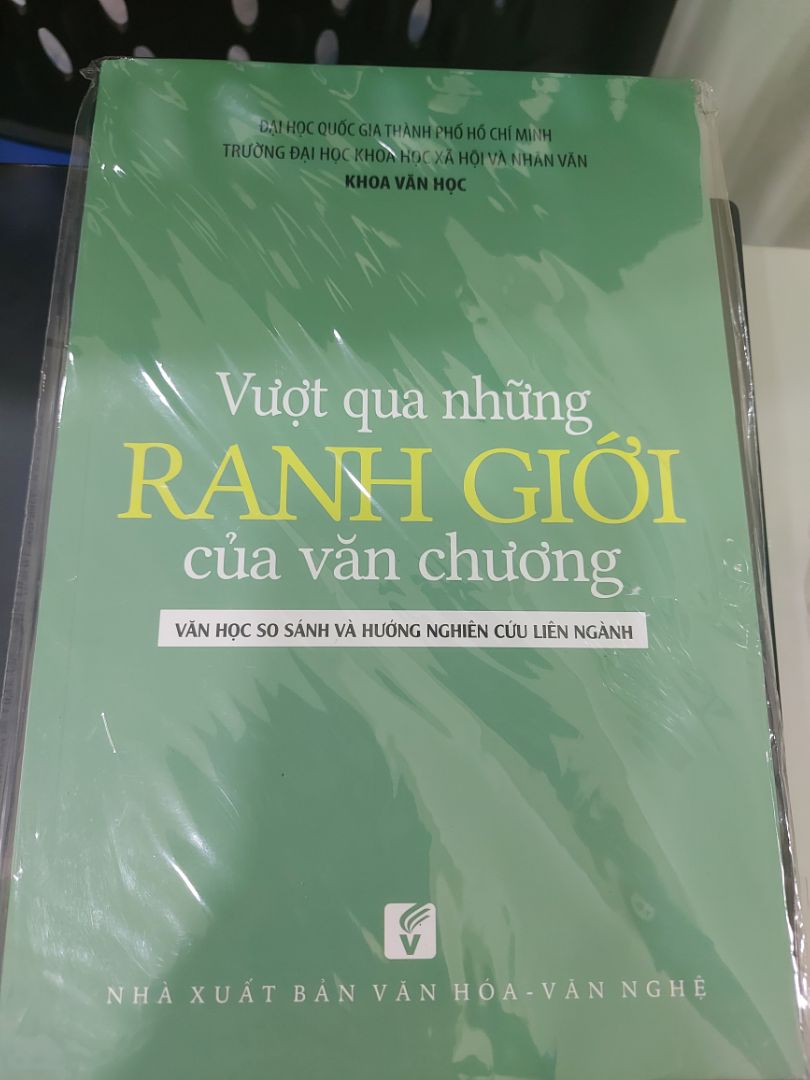 ĐẠI HỌC QUỐC GIA THÀNH PHỐ HỒ CHÍ MINH
TRƯỜNG ĐẠI HỌC KHOA HỌC XÃ HỘI VÀ NHÂN VĂN
KHOA VĂN HỌC
Vượt qua những
RANH GIỚI
của văn chương
VĂN HỌC SO SÁNH VÀ HƯỚNG NGHIÊN CỨU LIÊN NGÀNH
V
NHÀ XUẤT BẢN VĂN HÓA - VĂN NGHỆ